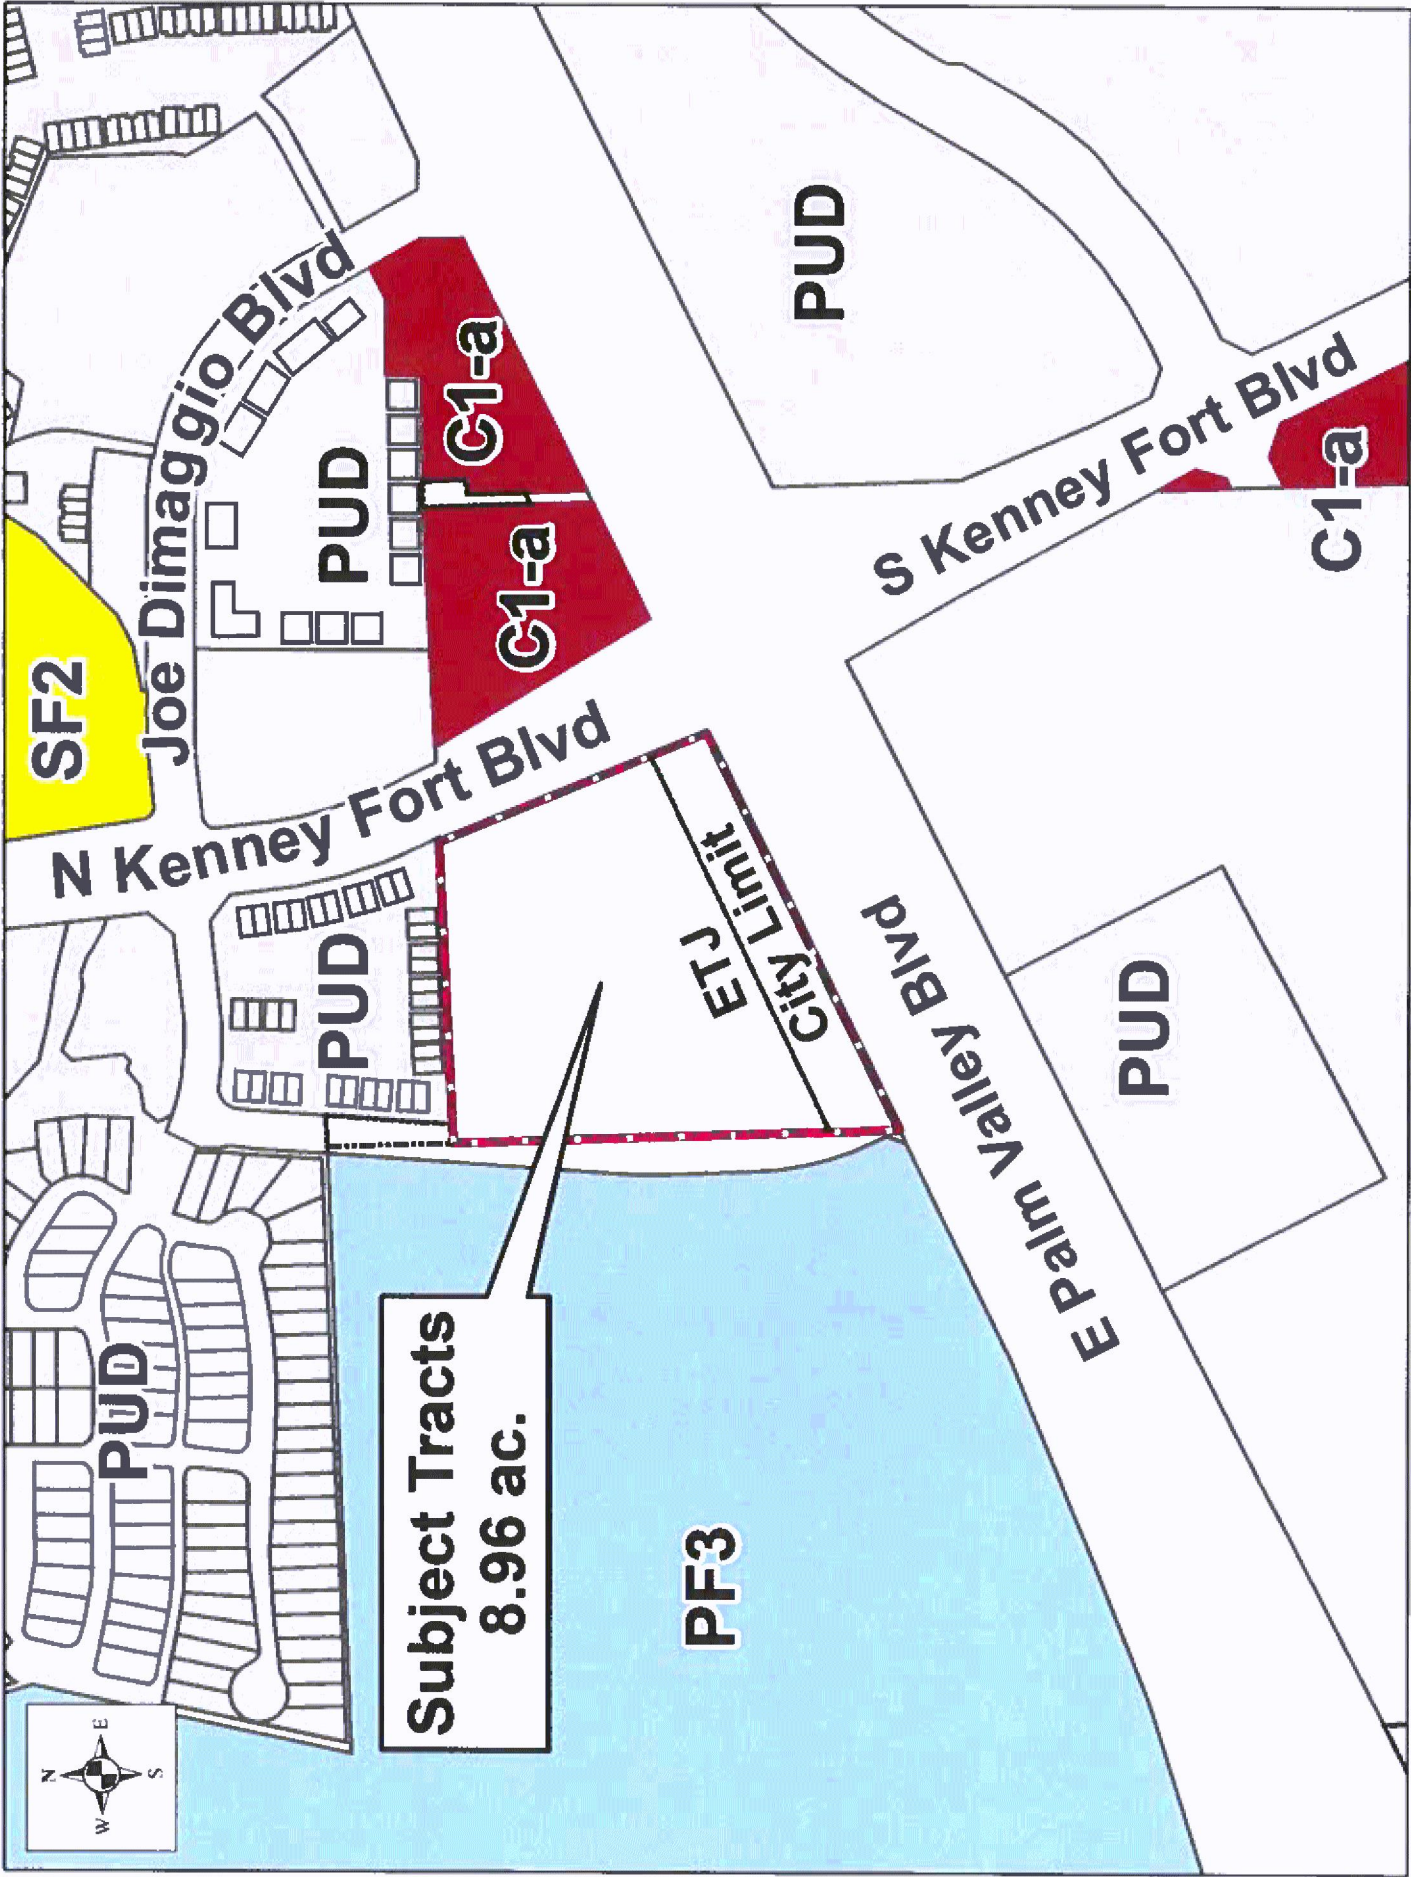 N
W
E
S
PUD
SF2
Joe Dimaggio Blvd
N Kenney Fort Blvd
PUD
PUD
C1-a
C1-a
Subject Tracts
8.96 ac.
ETJ
City Limit
PUD
PF3
E Palm Valley Blvd
S Kenney Fort Blvd
PUD
C1-a